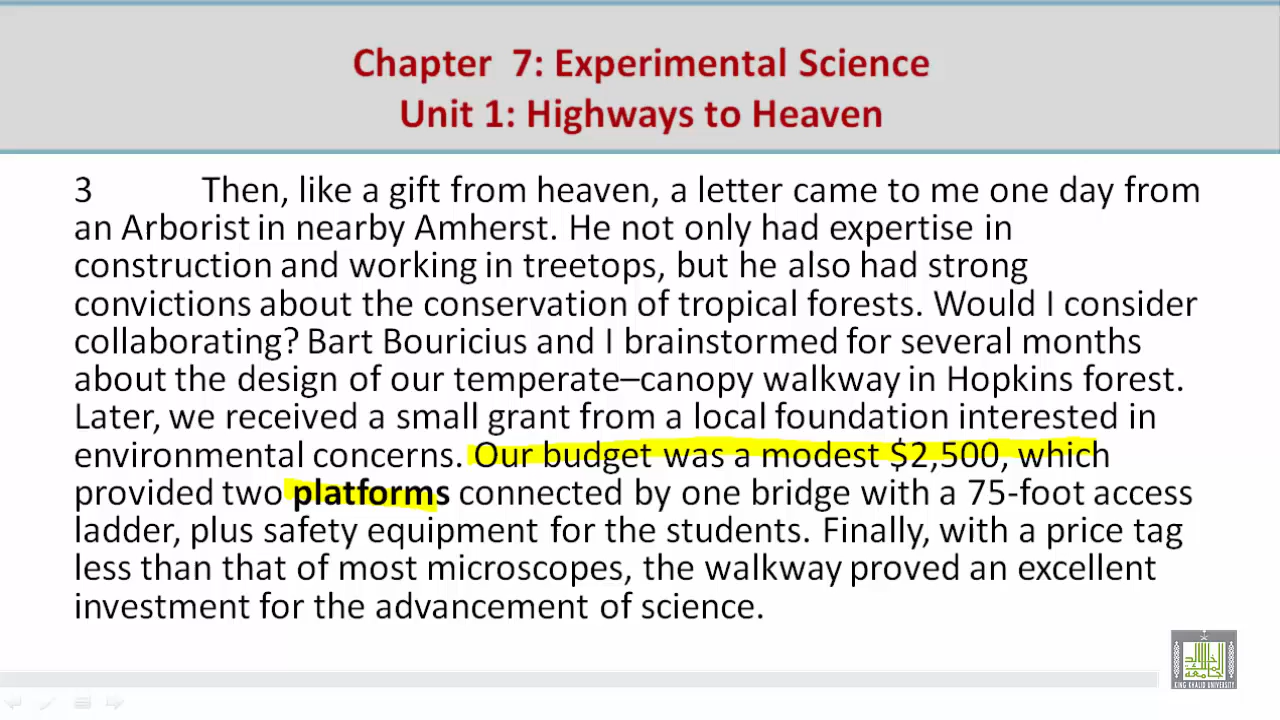 Chapter 7: Experimental Science
Unit 1: Highways to Heaven
3 Then, like a gift from heaven, a letter came to me one day from
an Arborist in nearby Amherst. He not only had expertise in
construction and working in treetops, but he also had strong
convictions about the conservation of tropical forests. Would I consider
collaborating? Bart Bouricius and I brainstormed for several months
about the design of our temperate–canopy walkway in Hopkins forest.
Later, we received a small grant from a local foundation interested in
environmental concerns. Our budget was a modest $2,500, which
provided two platforms connected by one bridge with a 75-foot access
ladder, plus safety equipment for the students. Finally, with a price tag
less than that of most microscopes, the walkway proved an excellent
investment for the advancement of science.
KING KHALID UNIVERSITY